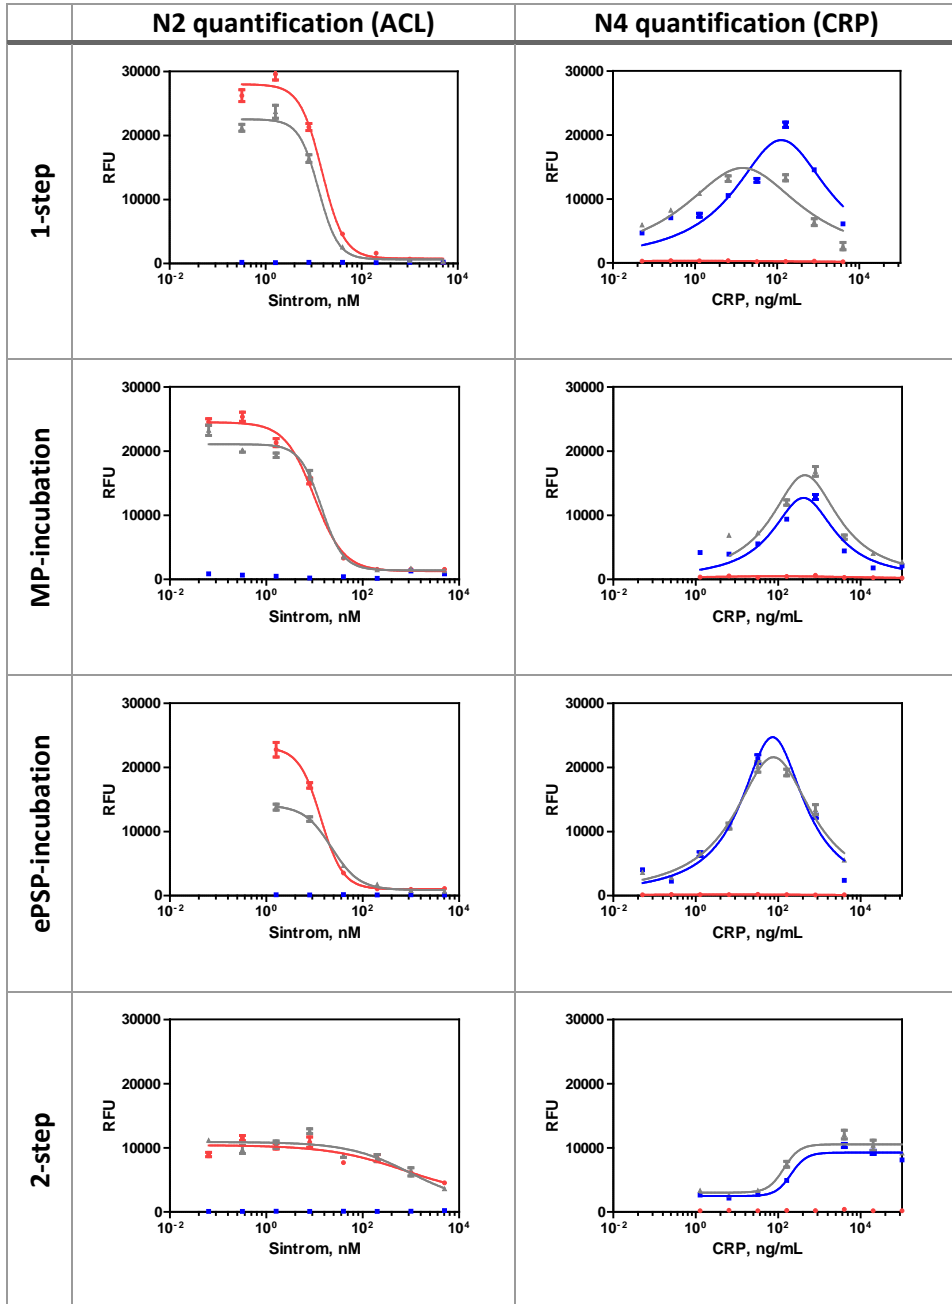 N2 quantification (ACL)
N4 quantification (CRP)
1-step
30000
20000
10000
0
RFU
10-2
100
102
104
Sintrom, nM
30000
20000
10000
0
RFU
10-2
100
102
104
CRP, ng/mL
MP-incubation
30000
20000
10000
0
RFU
10-2
100
102
104
Sintrom, nM
30000
20000
10000
0
RFU
10-2
100
102
104
CRP, ng/mL
ePSP-incubation
30000
20000
10000
0
RFU
10-2
100
102
104
Sintrom, nM
30000
20000
10000
0
RFU
10-2
100
102
104
CRP, ng/mL
2-step
30000
20000
10000
0
RFU
10-2
100
102
104
Sintrom, nM
30000
20000
10000
0
RFU
10-2
100
102
104
CRP, ng/mL